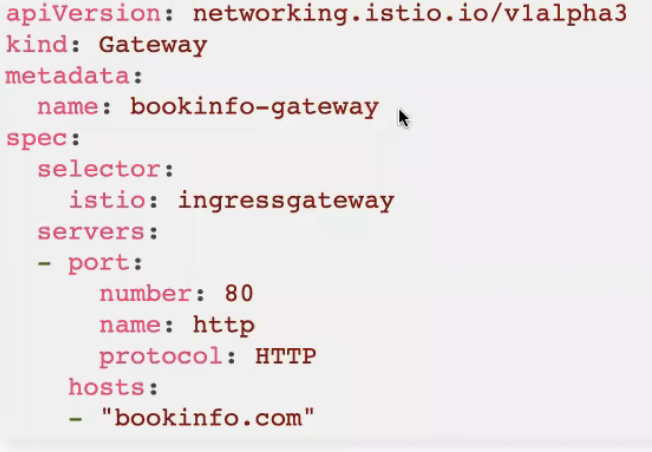 apiVersion: networking.istio.io/v1alpha3
kind: Gateway
metadata:
  name: bookinfo-gateway
spec:
  selector:
    istio: ingressgateway
  servers:
  - port:
      number: 80
      name: http
      protocol: HTTP
    hosts:
    - "bookinfo.com"